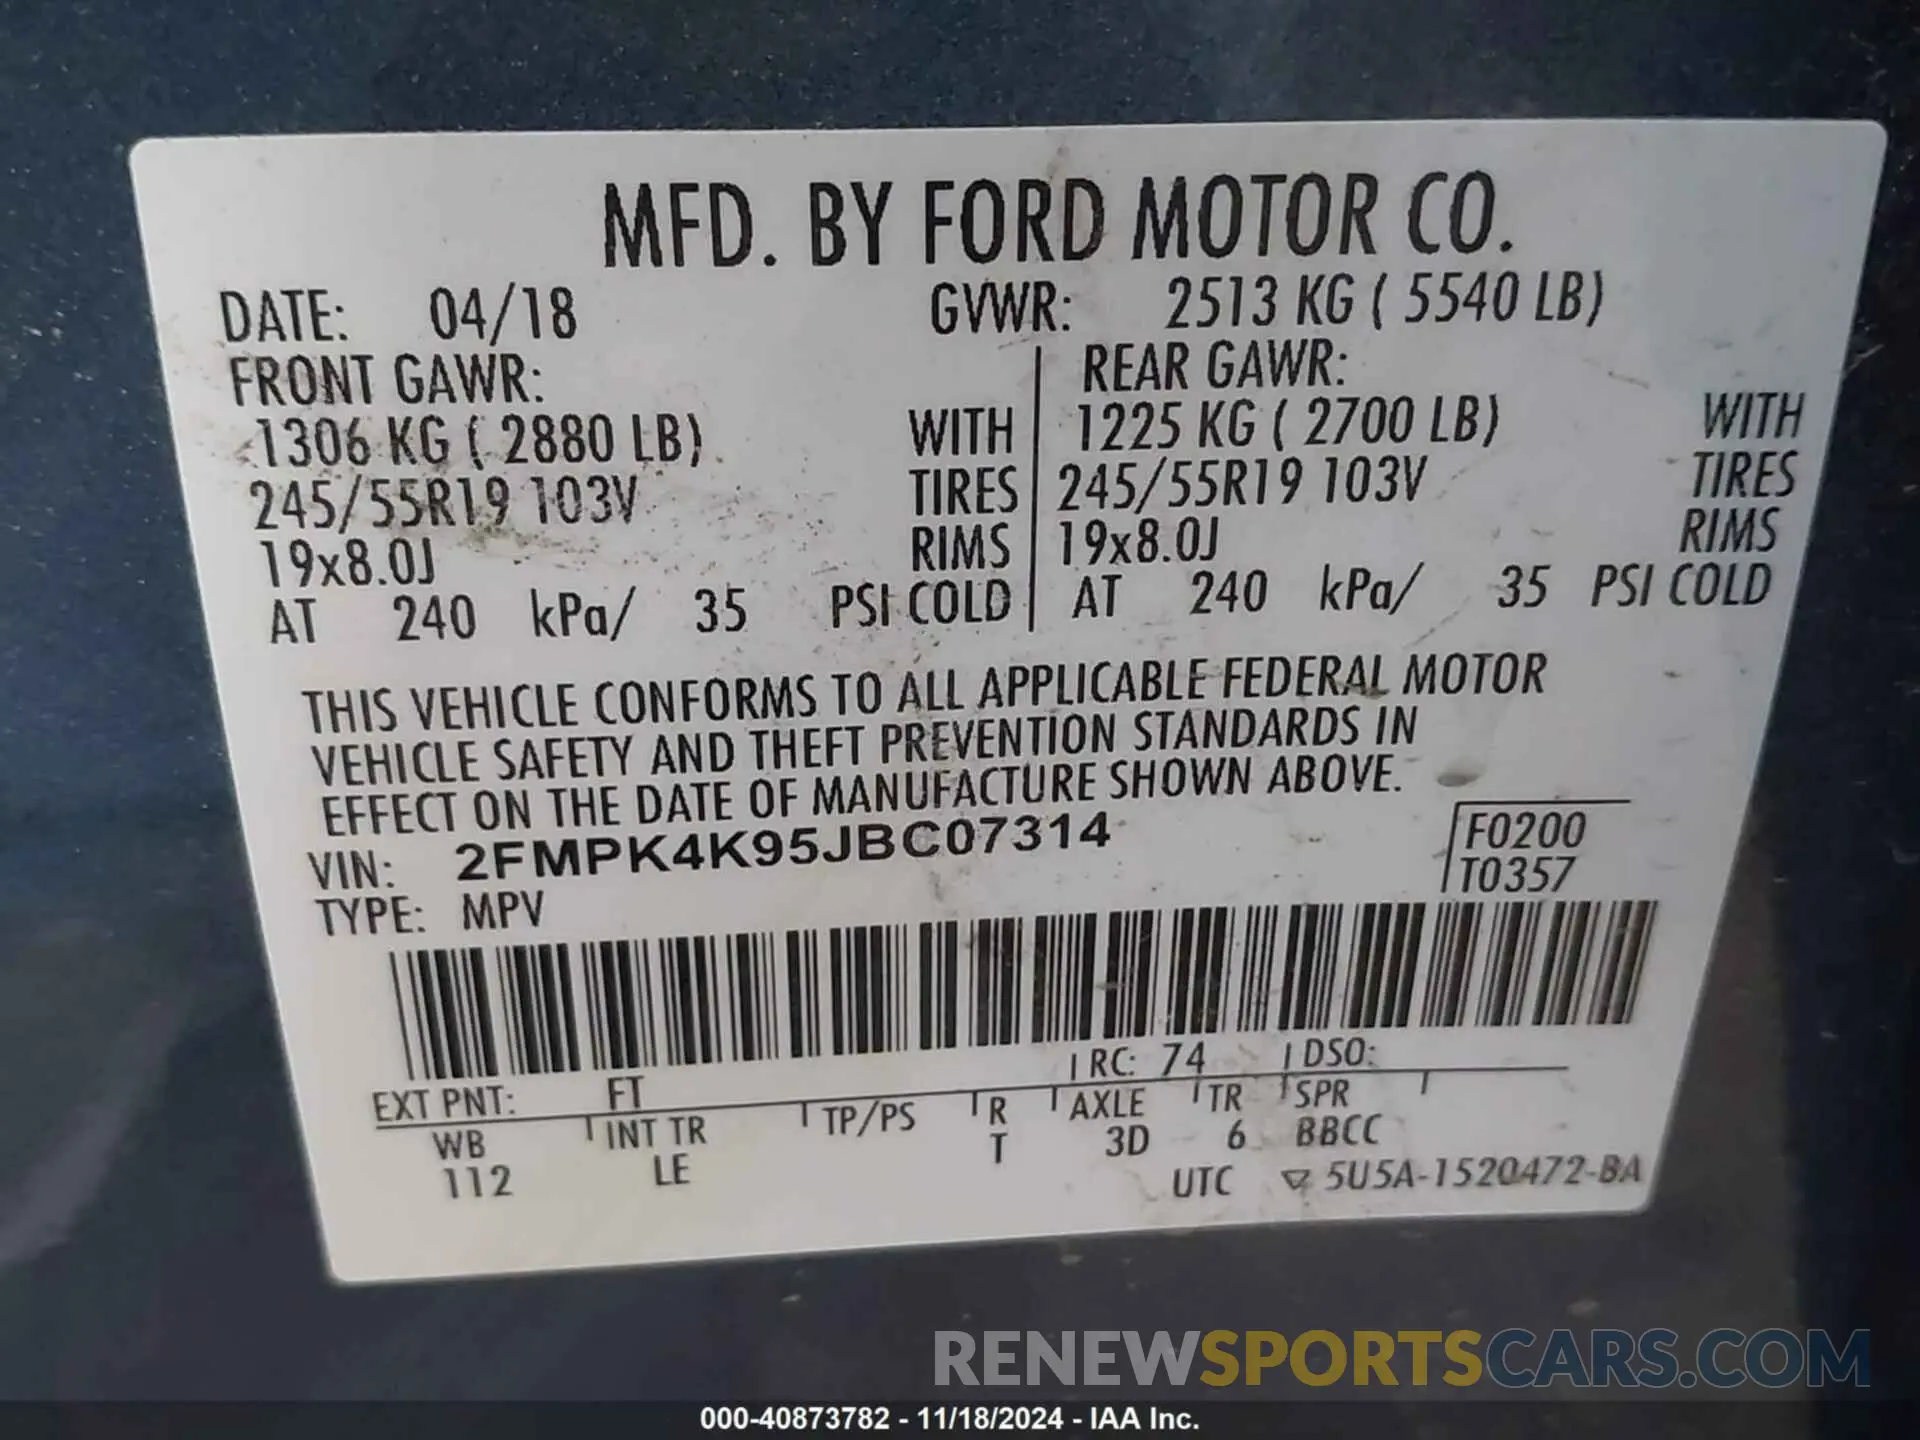 MFD. BY FORD MOTOR CO.
DATE: 04/18 GVWR: 2513 KG ( 5540 LB)
FRONT GAWR: REAR GAWR:
1306 KG ( 2880 LB) WITH 1225 KG ( 2700 LB) WITH
245/55R19 103V TIRES 245/55R19 103V TIRES
19x8.0J RIMS 19x8.0J RIMS
AT 240 kPa/ 35 PSI COLD AT 240 kPa/ 35 PSI COLD
THIS VEHICLE CONFORMS TO ALL APPLICABLE FEDERAL MOTOR
VEHICLE SAFETY AND THEFT PREVENTION STANDARDS IN
EFFECT ON THE DATE OF MANUFACTURE SHOWN ABOVE.
VIN: 2FMPK4K95JBC07314 F0200
TYPE: MPV T0357
EXT PNT: FT RC: 74 DSO:
WB INT TR TP/PS R AXLE TR SPR
112 LE T 3D 6 BBCC
UTC 5U5A-1520472-BA
RENEWSPORTSCARS.COM
000-40873782 - 11/18/2024 - IAA Inc.